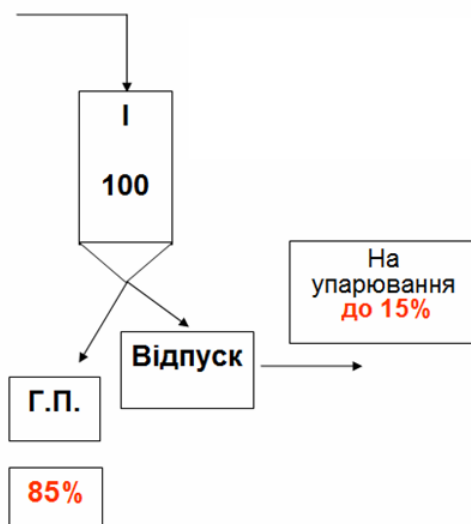 І
100
На
упарювання
до 15%
Відпуск
Г.П.
85%